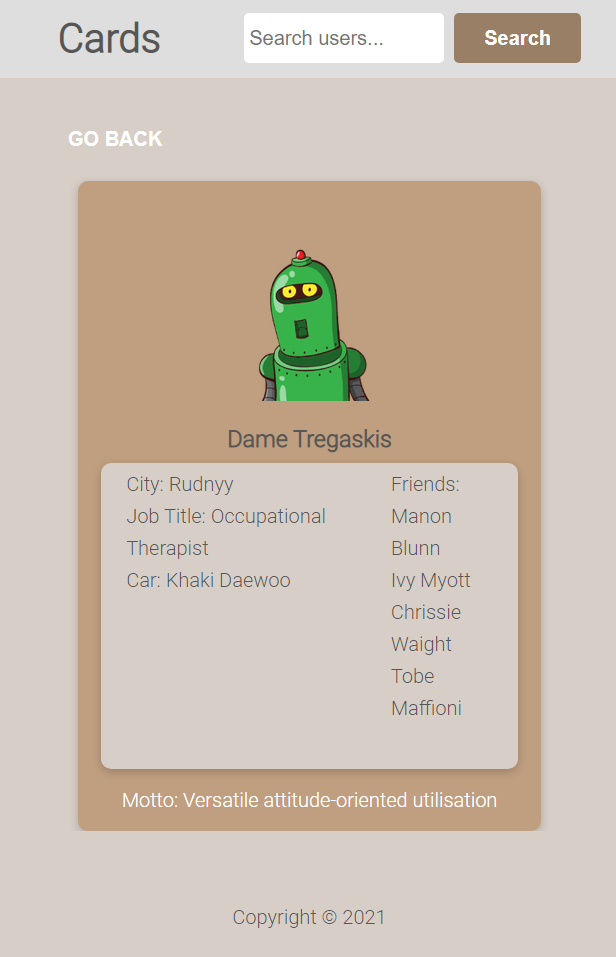 Cards
Search users...
Search
GO BACK
Dame Tregaskis
City: Rudnyy
Job Title: Occupational
Therapist
Car: Khaki Daewoo
Friends:
Manon
Blunn
Ivy Myott
Chrissie
Waight
Tobe
Maffioni
Motto: Versatile attitude-oriented utilisation
Copyright © 2021